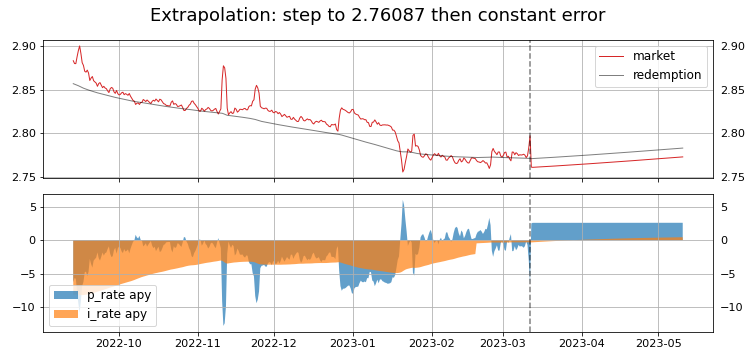 Extrapolation: step to 2.76087 then constant error
2.90 2.90
market
redemption
2.85 2.85
2.80 2.80
2.75 2.75
5 5
0 0
−5 −5
p_rate apy
i_rate apy
−10 −10
2022-10 2022-11 2022-12 2023-01 2023-02 2023-03 2023-04 2023-05